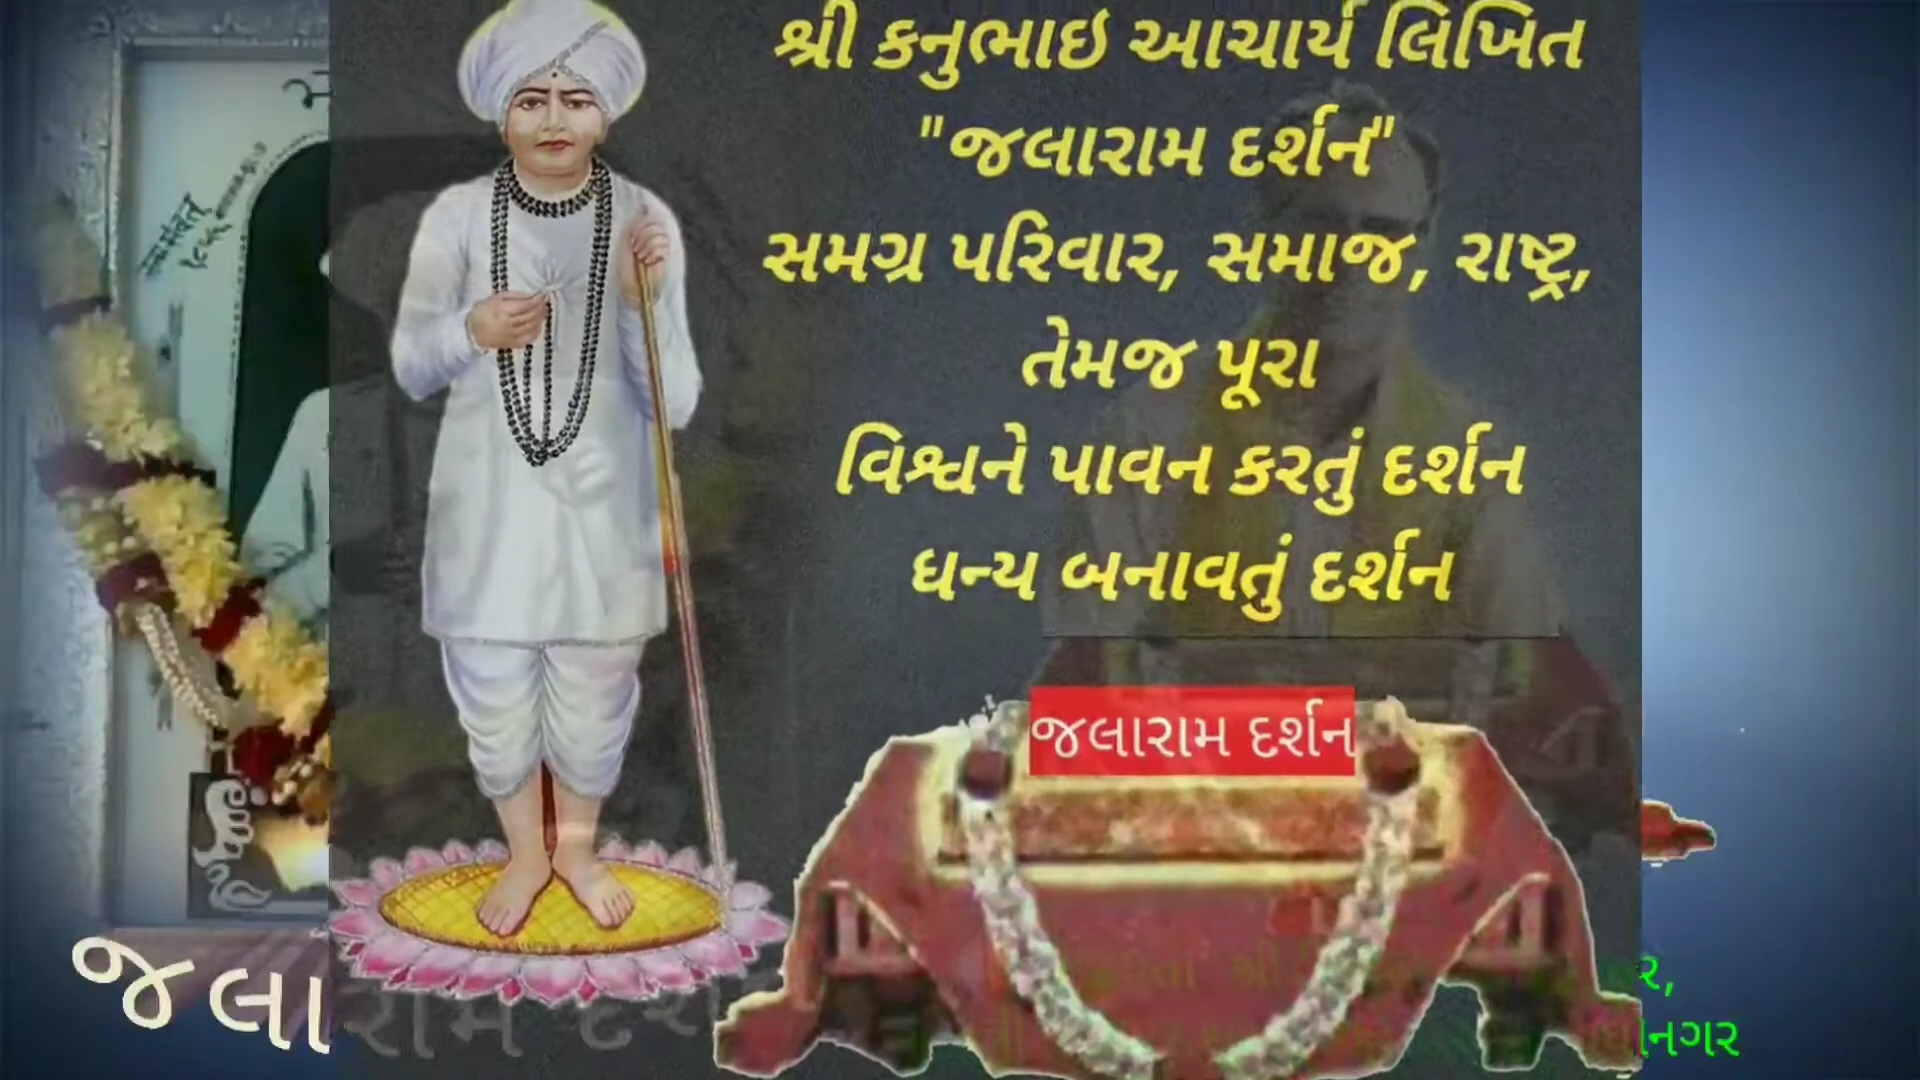 શ્રી કનુભાઇ આચાર્ય લિખિત
"જલારામ દર્શન"
સમગ્ર પરિવાર, સમાજ, રાષ્ટ્ર,
તેમજ પૂરા
વિશ્વને પાવન કરતું દર્શન
ધન્ય બનાવતું દર્શન
જલારામ દર્શન
જલારામ